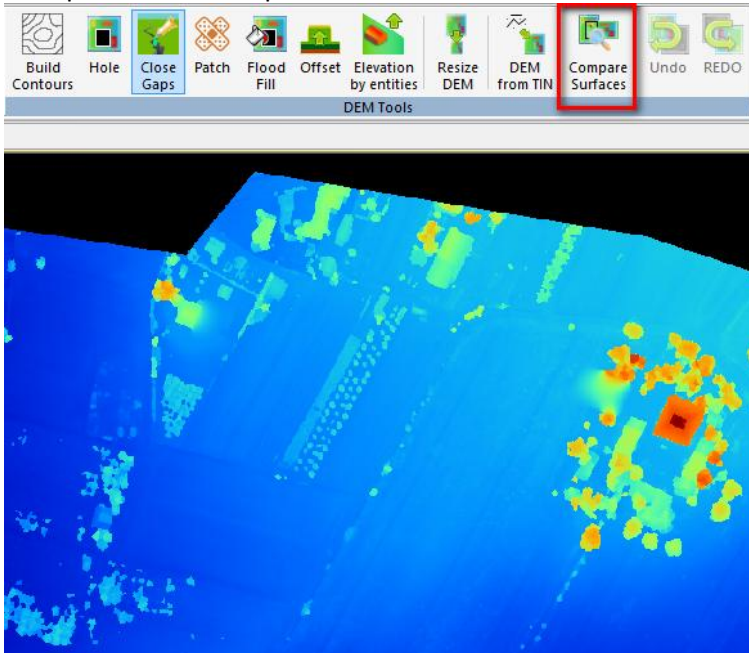 Build Contours
Hole
Close Gaps
Patch
Flood Fill
Offset
Elevation by entities
Resize DEM
DEM from TIN
Compare Surfaces
Undo
REDO
DEM Tools